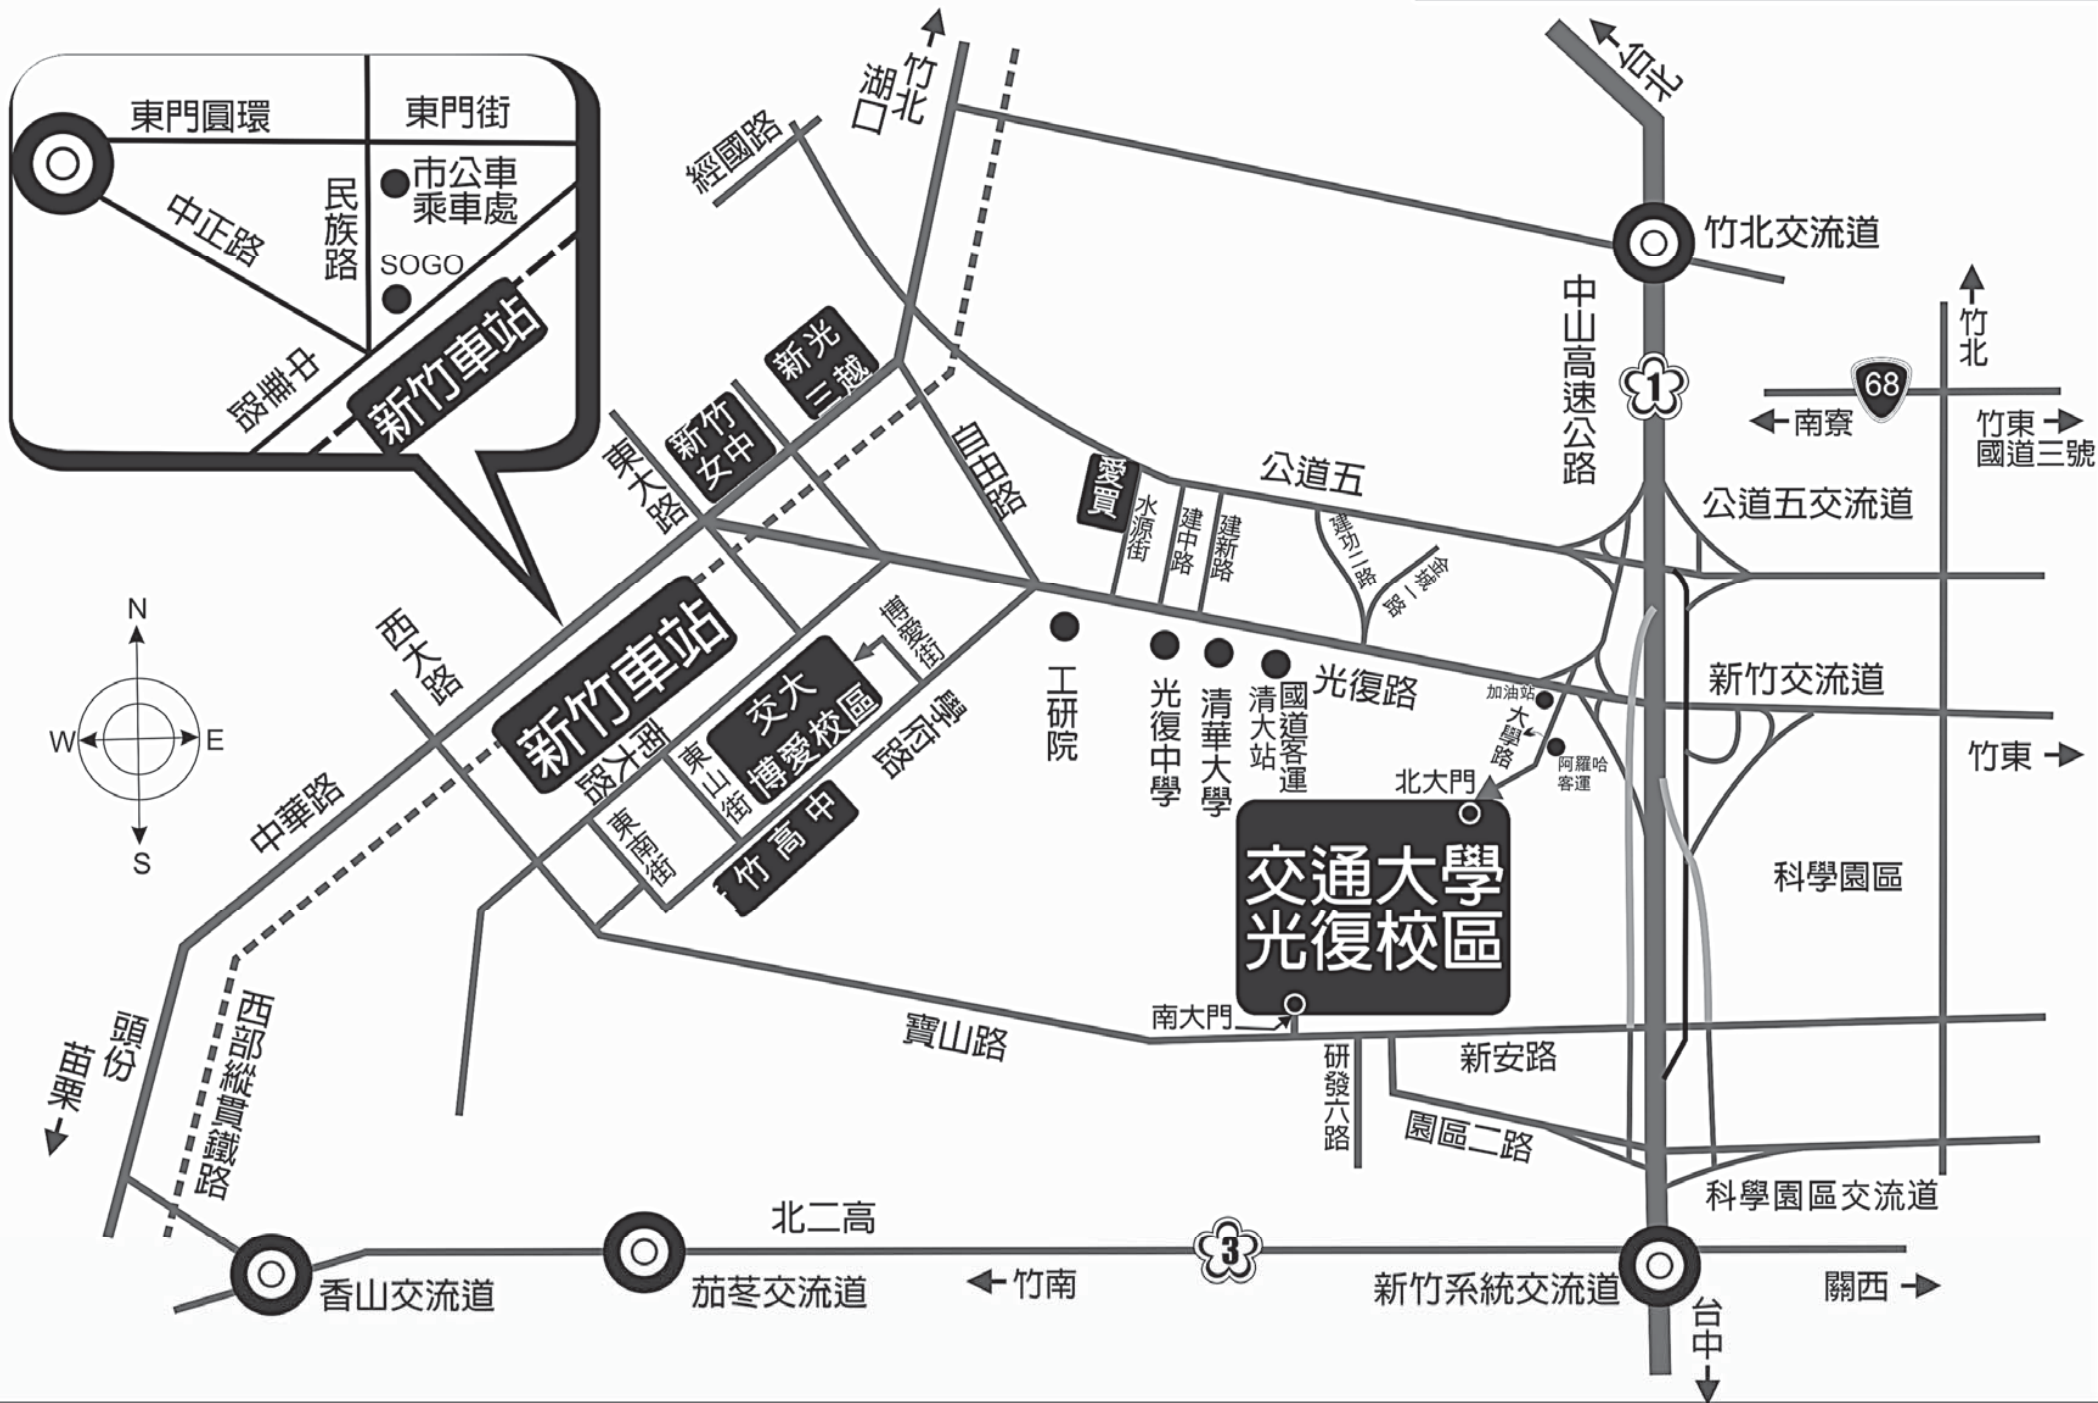 東門圓環
東門街
市公車
乘車處
民族路
中正路
SOGO
中華路
新竹車站
竹北
湖口
經國路
台北
竹北交流道
中山高速公路
1
竹北
68
南寮
竹東
國道三號
新光
三越
新竹
女中
東大路
自由路
愛買
水源街
建中路
建新路
公道五
建功二路
金城一路
公道五交流道
N
W
E
S
西大路
新竹車站
博愛街
交大
博愛校區
南大路
東山街
東南街
學府路
竹高中
工研院
光復中學
清華大學
國道客運
清大站
光復路
加油站
大學路
阿羅哈
客運
新竹交流道
竹東
北大門
交通大學
光復校區
科學園區
中華路
南大門
寶山路
新安路
研發六路
園區二路
科學園區交流道
頭份
苗栗
西部縱貫鐵路
北二高
3
香山交流道
茄苳交流道
竹南
新竹系統交流道
關西
台中